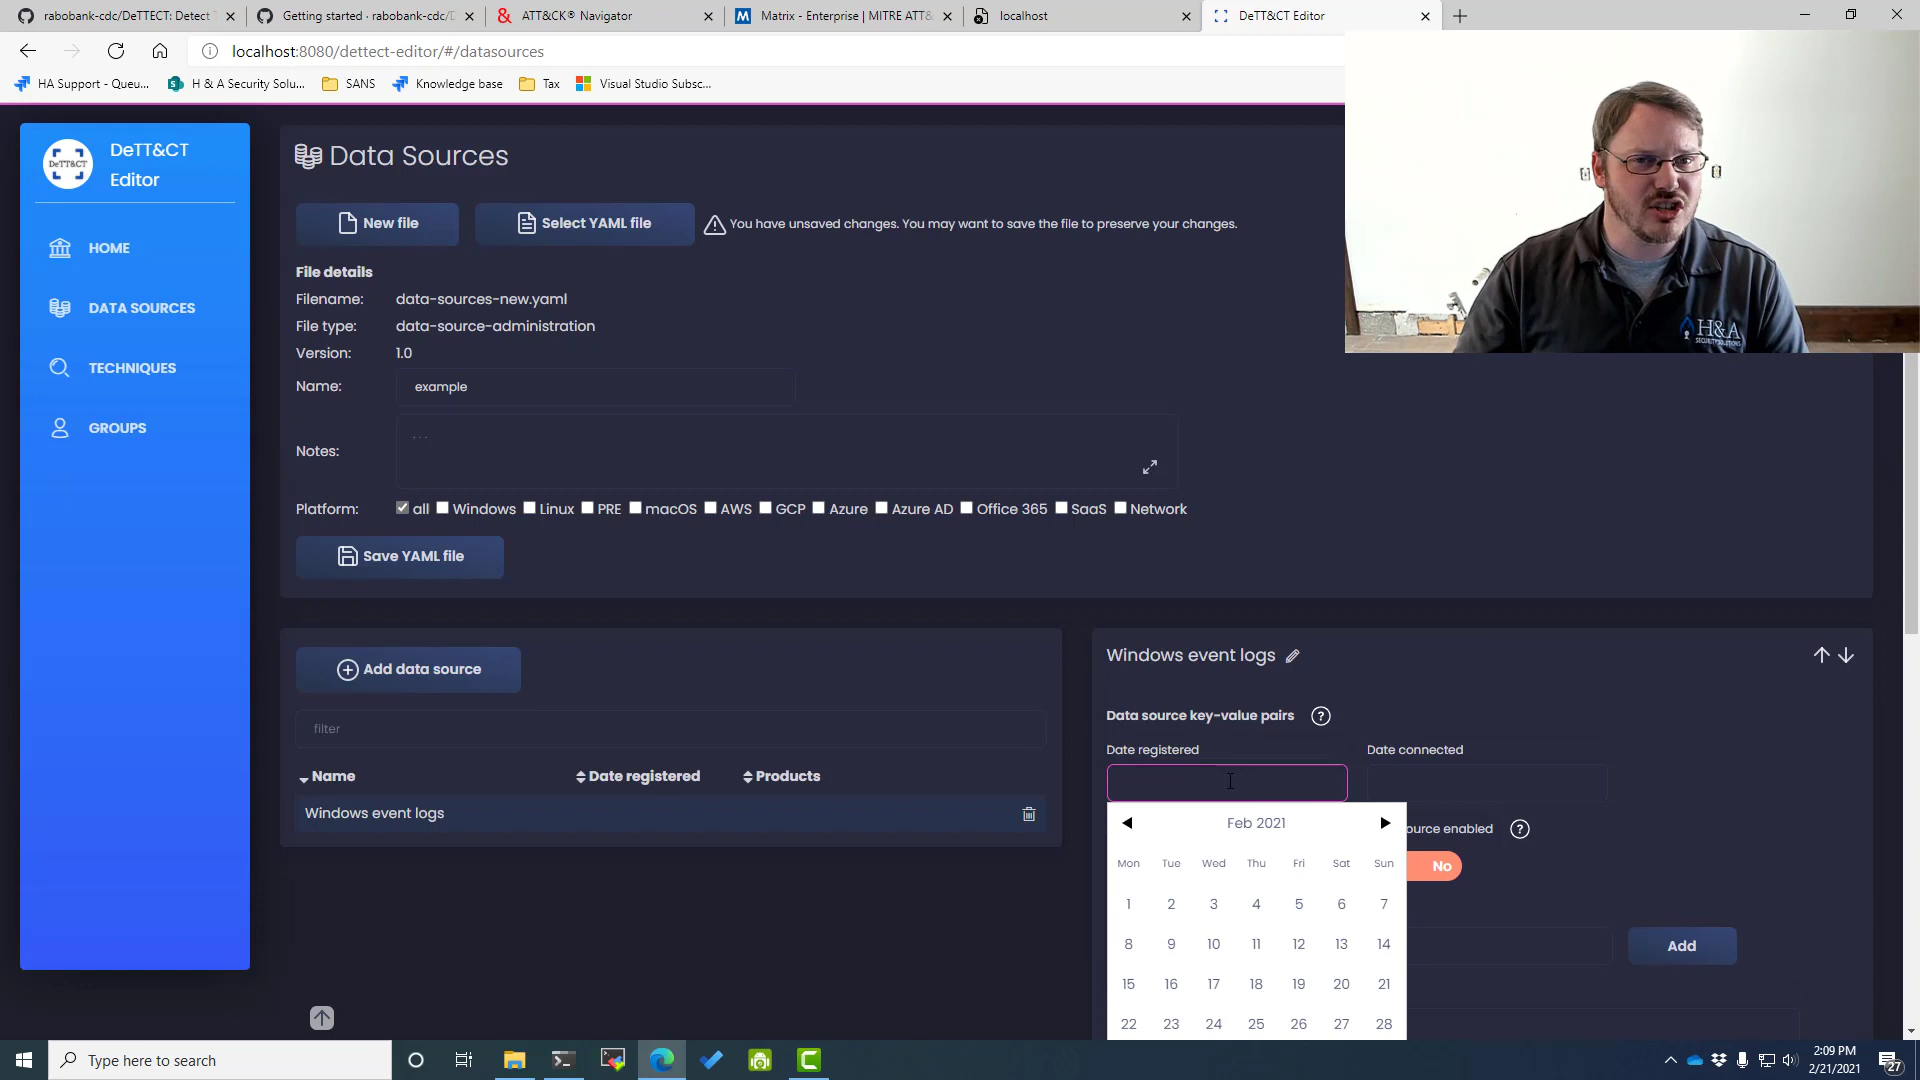 rabobank-cdc/DeTTECT: Detect T
Getting started · rabobank-cdc/D
ATT&CK® Navigator
Matrix - Enterprise | MITRE ATT&
localhost
DeTT&CT Editor
localhost:8080/dettect-editor/#/datasources
HA Support - Queu...
H & A Security Solu...
SANS
Knowledge base
Tax
Visual Studio Subsc...
DeTT&CT
DeTT&CT
Editor
HOME
DATA SOURCES
TECHNIQUES
GROUPS
Data Sources
New file
Select YAML file
You have unsaved changes. You may want to save the file to preserve your changes.
File details
Filename: data-sources-new.yaml
File type: data-source-administration
Version: 1.0
Name: example
Notes: ...
Platform: all Windows Linux PRE macOS AWS GCP Azure Azure AD Office 365 SaaS Network
Save YAML file
H&A
SECURITY SOLUTIONS
Add data source
filter
Name Date registered Products
Windows event logs
Windows event logs
Data source key-value pairs ?
Date registered Date connected
Feb 2021
Mon Tue Wed Thu Fri Sat Sun
1 2 3 4 5 6 7
8 9 10 11 12 13 14
15 16 17 18 19 20 21
22 23 24 25 26 27 28
ource enabled ?
No
Add
Type here to search
2:09 PM
2/21/2021
27